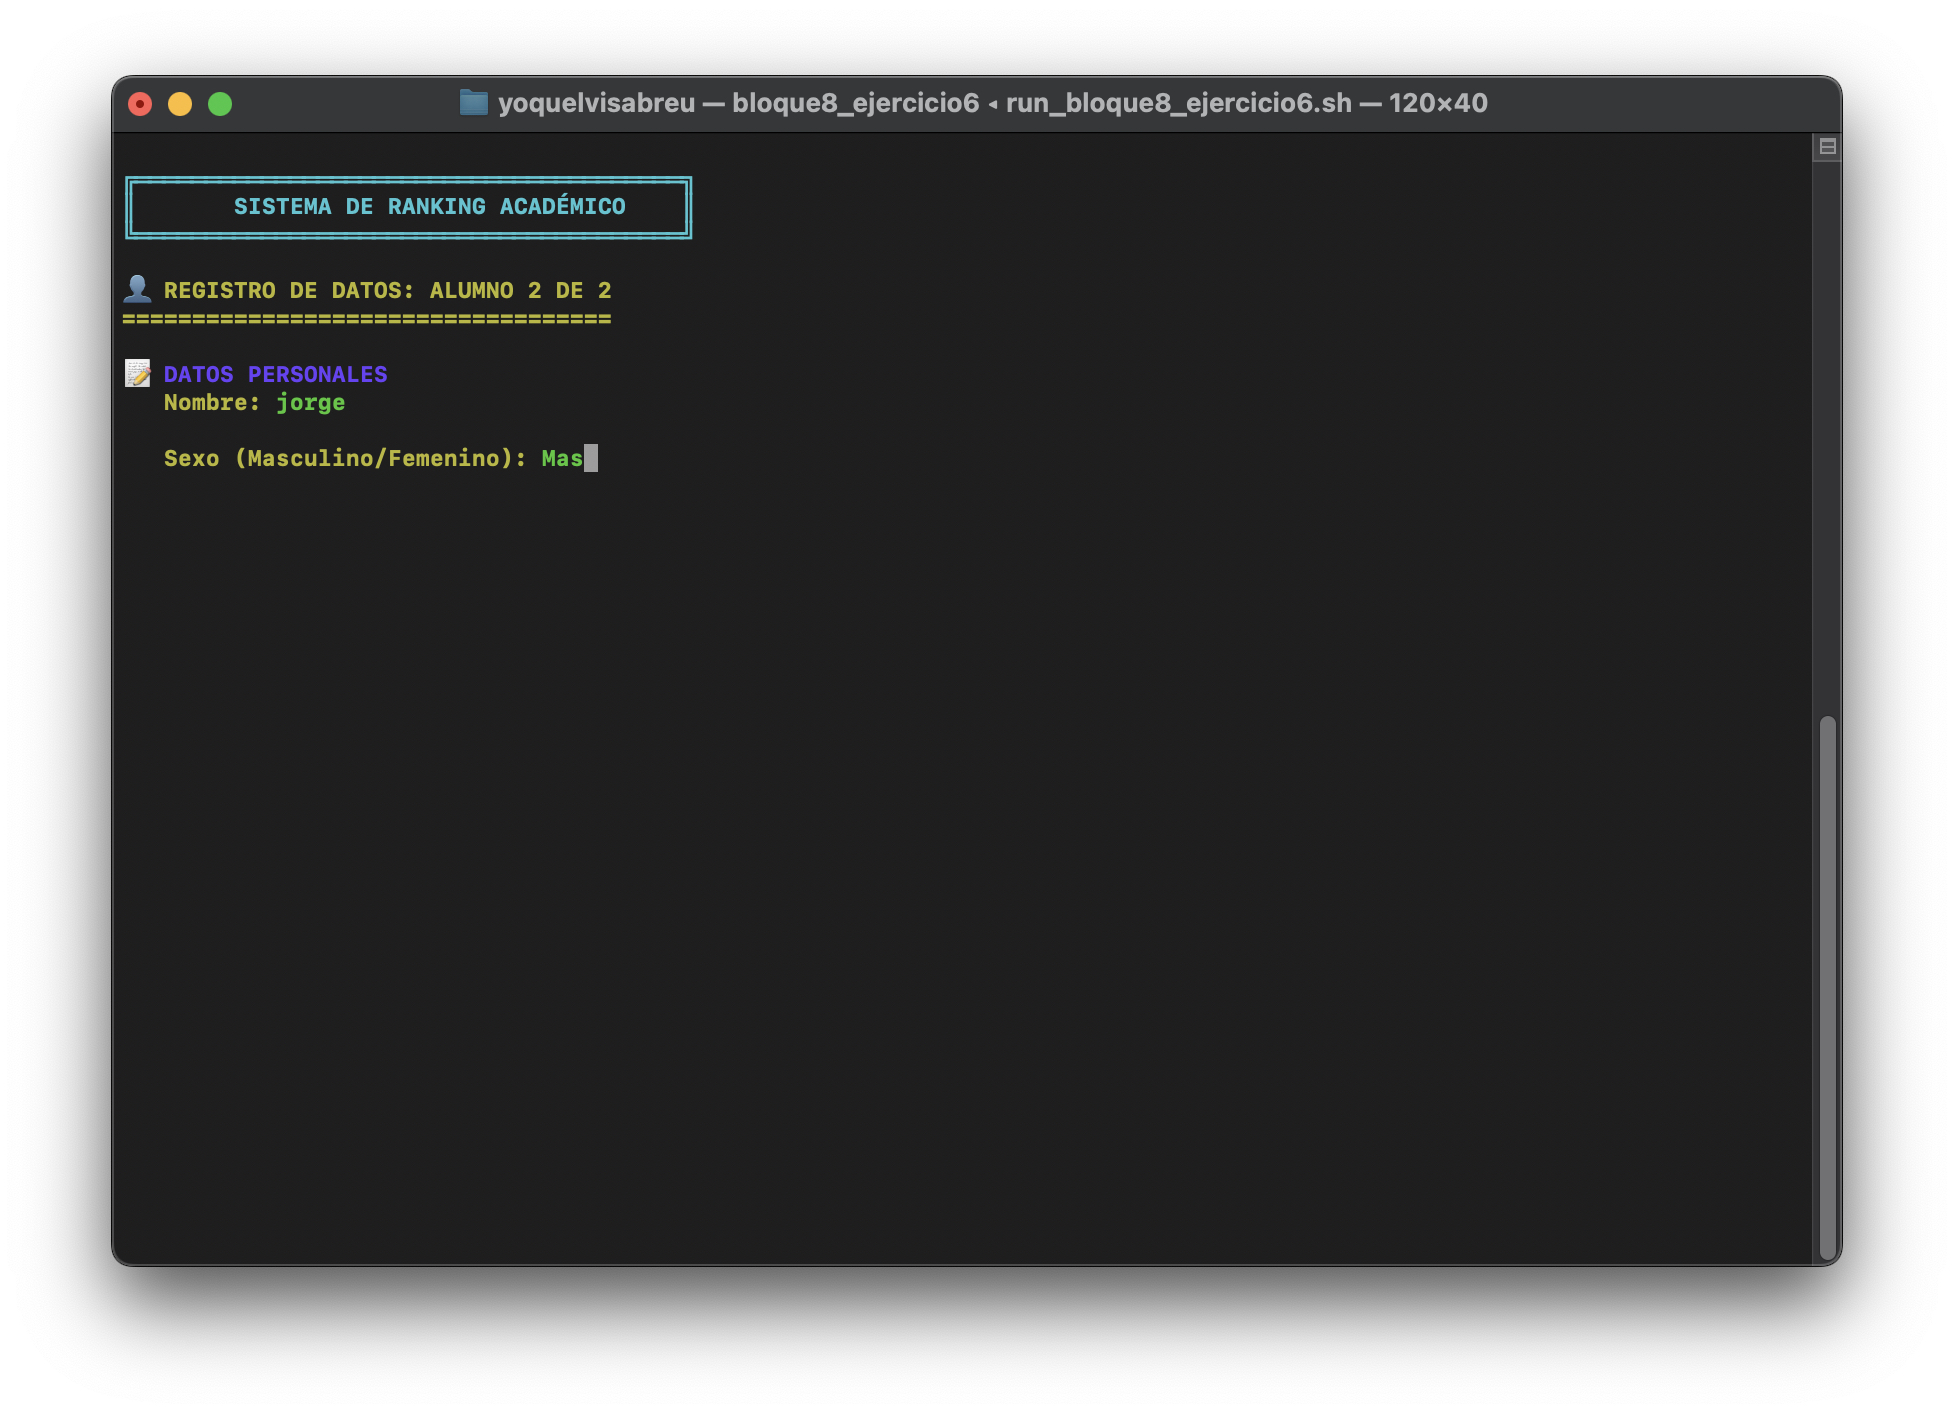 yoquelvisabreu — bloque8_ejercicio6 ◂ run_bloque8_ejercicio6.sh — 120×40
SISTEMA DE RANKING ACADÉMICO
👤 REGISTRO DE DATOS: ALUMNO 2 DE 2
===================================
📝 DATOS PERSONALES
Nombre: jorge
Sexo (Masculino/Femenino): Mas